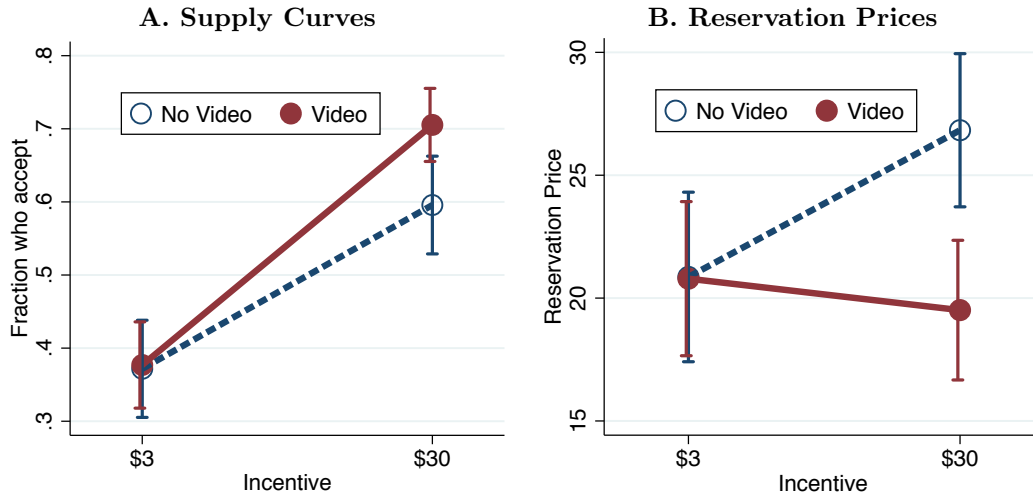 A. Supply Curves
Fraction who accept
.8
.7
.6
.5
.4
.3
No Video Video
$3 $30
Incentive
B. Reservation Prices
Reservation Price
30
25
20
15
No Video Video
$3 $30
Incentive